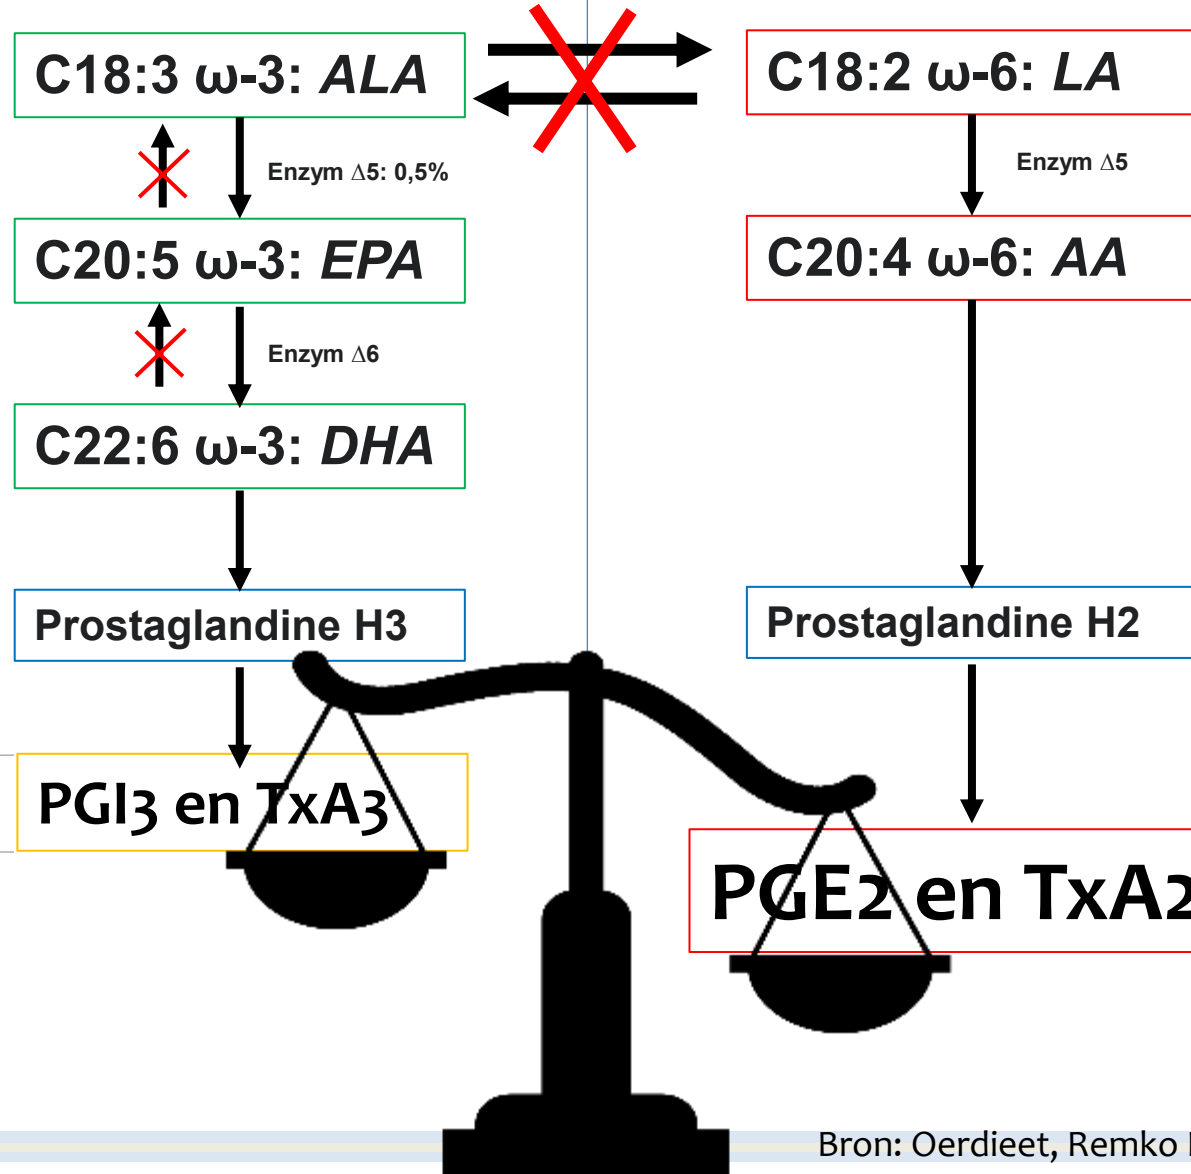 C18:3 ω-3: ALA
Enzym Δ5: 0,5%
C20:5 ω-3: EPA
Enzym Δ6
C22:6 ω-3: DHA
Prostaglandine H3
PGI3 en TxA3
C18:2 ω-6: LA
Enzym Δ5
C20:4 ω-6: AA
Prostaglandine H2
PGE2 en TxA2
Bron: Oerdieet, Remko